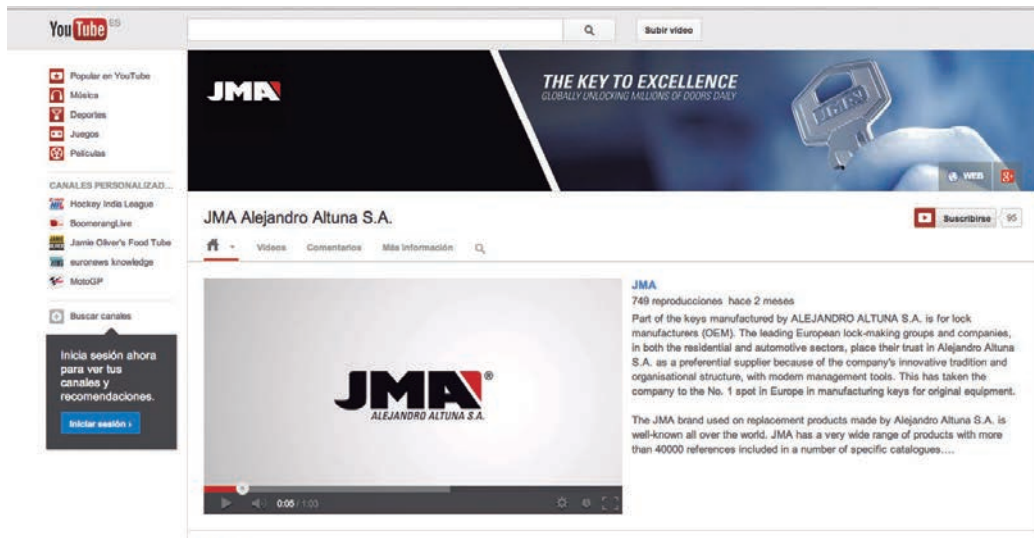 YouTube ES
Subir vídeo
Popular en YouTube
Música
Deportes
Juegos
Películas
CANALES PERSONALIZAD...
Hockey India League
BoomerangLive
Jamie Oliver's Food Tube
euronews knowledge
MotoGP
Buscar canales
Inicia sesión ahora
para ver tus
canales y
recomendaciones.
Iniciar sesión ›
JMA
THE KEY TO EXCELLENCE
GLOBALLY UNLOCKING MILLIONS OF DOORS DAILY
JMA
WEB
g+
JMA Alejandro Altuna S.A.
Suscribirse 95
Vídeos Comentarios Más información
JMA®
ALEJANDRO ALTUNA S.A.
0:05 / 1:03
JMA
749 reproducciones hace 2 meses
Part of the keys manufactured by ALEJANDRO ALTUNA S.A. is for lock
manufacturers (OEM). The leading European lock-making groups and companies,
in both the residential and automotive sectors, place their trust in Alejandro Altuna
S.A. as a preferential supplier because of the company's innovative tradition and
organisational structure, with modern management tools. This has taken the
company to the No. 1 spot in Europe in manufacturing keys for original equipment.
The JMA brand used on replacement products made by Alejandro Altuna S.A. is
well-known all over the world. JMA has a very wide range of products with more
than 40000 references included in a number of specific catalogues....